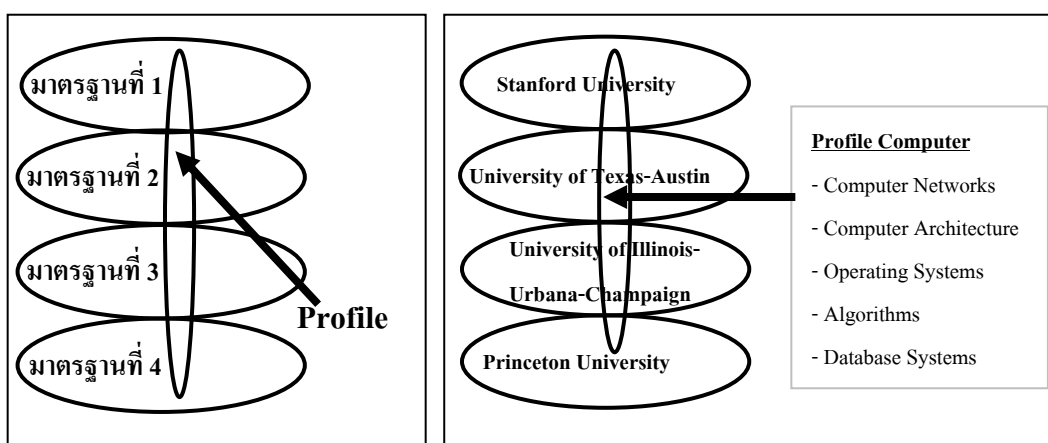 มาตรฐานที่ 1
มาตรฐานที่ 2
มาตรฐานที่ 3
มาตรฐานที่ 4
Profile
Stanford University
University of Texas-Austin
University of Illinois-
Urbana-Champaign
Princeton University
Profile Computer
- Computer Networks
- Computer Architecture
- Operating Systems
- Algorithms
- Database Systems